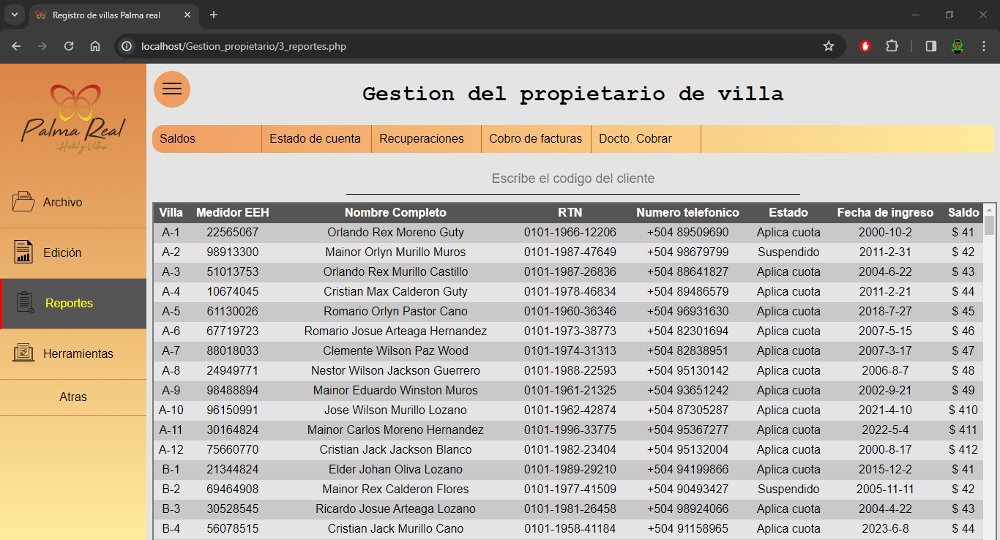 Registro de villas Palma real
localhost/Gestion_propietario/3_reportes.php
Palma Real
Hotel y Villas
Archivo
Edición
Reportes
Herramientas
Atras
Gestion del propietario de villa
Saldos Estado de cuenta Recuperaciones Cobro de facturas Docto. Cobrar
Escribe el codigo del cliente
Villa Medidor EEH Nombre Completo RTN Numero telefonico Estado Fecha de ingreso Saldo
A-1 22565067 Orlando Rex Moreno Guty 0101-1966-12206 +504 89509690 Aplica cuota 2000-10-2 $ 41
A-2 98913300 Mainor Orlyn Murillo Muros 0101-1987-47649 +504 98679799 Suspendido 2011-2-31 $ 42
A-3 51013753 Orlando Rex Murillo Castillo 0101-1987-26836 +504 88641827 Aplica cuota 2004-6-22 $ 43
A-4 10674045 Cristian Max Calderon Guty 0101-1978-46834 +504 89486579 Aplica cuota 2011-2-21 $ 44
A-5 61130026 Romario Orlyn Pastor Cano 0101-1960-36346 +504 96931630 Aplica cuota 2018-7-27 $ 45
A-6 67719723 Romario Josue Arteaga Hernandez 0101-1973-38773 +504 82301694 Aplica cuota 2007-5-15 $ 46
A-7 88018033 Clemente Wilson Paz Wood 0101-1974-31313 +504 82838951 Aplica cuota 2007-3-17 $ 47
A-8 24949771 Nestor Wilson Jackson Guerrero 0101-1988-22593 +504 95130142 Aplica cuota 2006-8-7 $ 48
A-9 98488894 Mainor Eduardo Winston Muros 0101-1961-21325 +504 93651242 Aplica cuota 2002-9-21 $ 49
A-10 96150991 Jose Wilson Murillo Lozano 0101-1962-42874 +504 87305287 Aplica cuota 2021-4-10 $ 410
A-11 30164824 Mainor Carlos Moreno Hernandez 0101-1996-33775 +504 95367277 Aplica cuota 2022-5-4 $ 411
A-12 75660770 Cristian Jack Jackson Blanco 0101-1982-23404 +504 95132004 Aplica cuota 2000-8-17 $ 412
B-1 21344824 Elder Johan Oliva Lozano 0101-1989-29210 +504 94199866 Aplica cuota 2015-12-2 $ 41
B-2 69464908 Mainor Rex Calderon Flores 0101-1977-41509 +504 90493427 Suspendido 2005-11-11 $ 42
B-3 30528545 Ricardo Josue Arteaga Lozano 0101-1981-26458 +504 98924066 Aplica cuota 2004-4-22 $ 43
B-4 56078515 Cristian Jack Murillo Cano 0101-1958-41184 +504 91158965 Aplica cuota 2023-6-8 $ 44